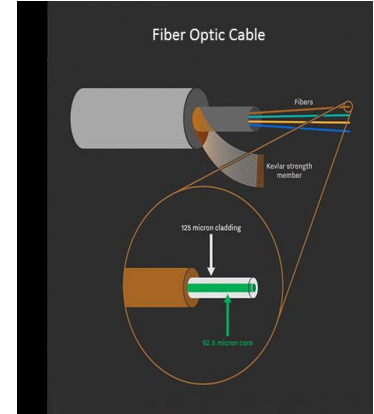 Fiber Optic Cable
Fibers
Kevlar strength
member
125 micron cladding
62.5 micron core